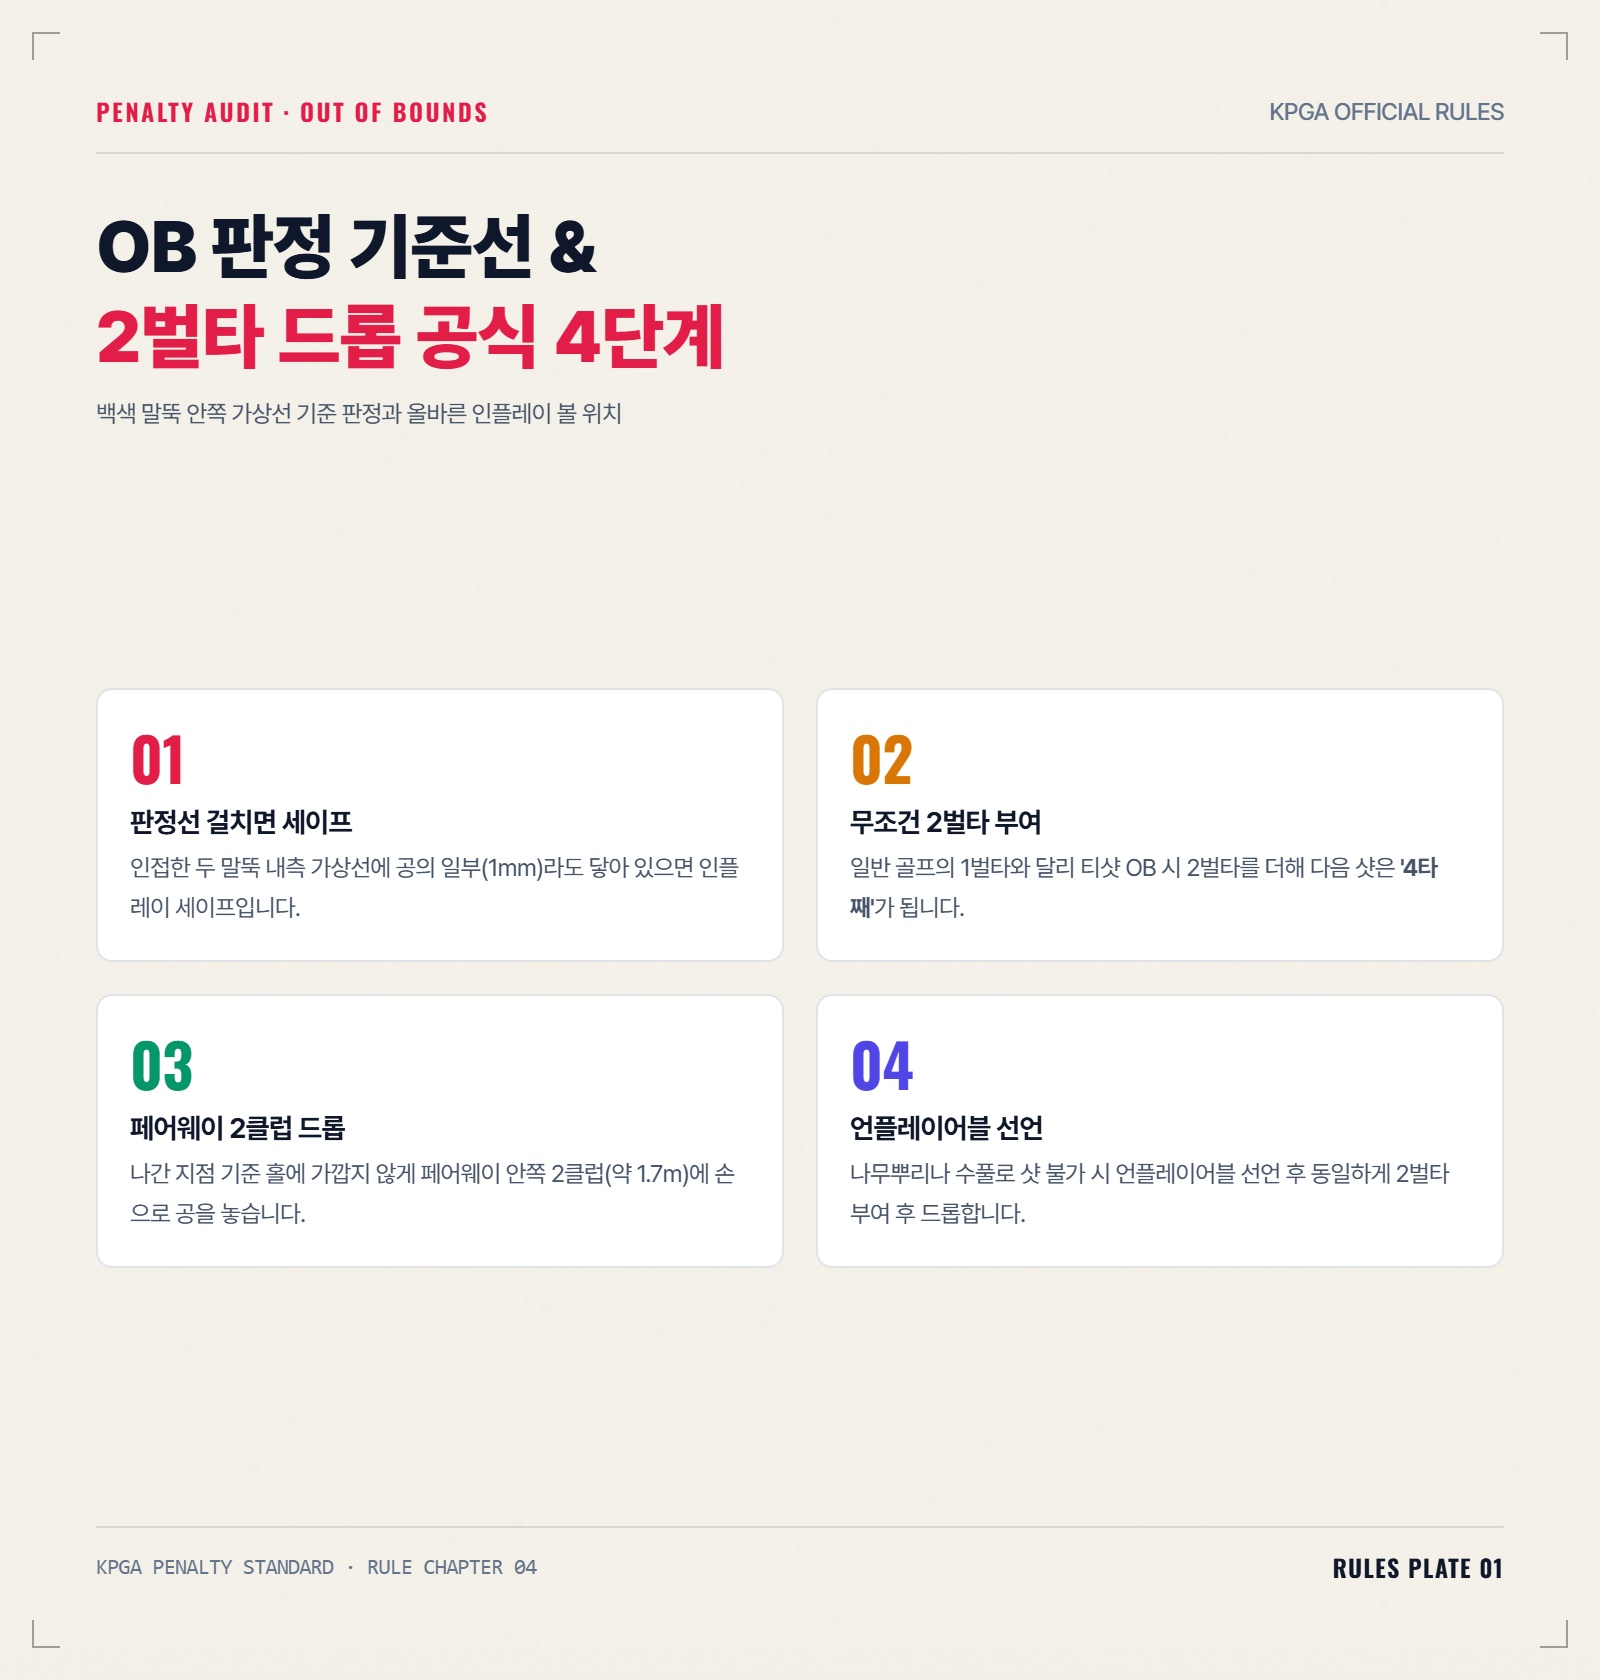 PENALTY AUDIT · OUT OF BOUNDS
KPGA OFFICIAL RULES
OB 판정 기준선 &
2벌타 드롭 공식 4단계
백색 말뚝 안쪽 가상선 기준 판정과 올바른 인플레이 볼 위치
01
판정선 걸치면 세이프
인접한 두 말뚝 내측 가상선에 공의 일부(1mm)라도 닿아 있으면 인플
레이 세이프입니다.
02
무조건 2벌타 부여
일반 골프의 1벌타와 달리 티샷 OB 시 2벌타를 더해 다음 샷은 '4타
째'가 됩니다.
03
페어웨이 2클럽 드롭
나간 지점 기준 홀에 가깝지 않게 페어웨이 안쪽 2클럽(약 1.7m)에 손
으로 공을 놓습니다.
04
언플레이어블 선언
나무뿌리나 수풀로 샷 불가 시 언플레이어블 선언 후 동일하게 2벌타
부여 후 드롭합니다.
KPGA PENALTY STANDARD · RULE CHAPTER 04
RULES PLATE 01